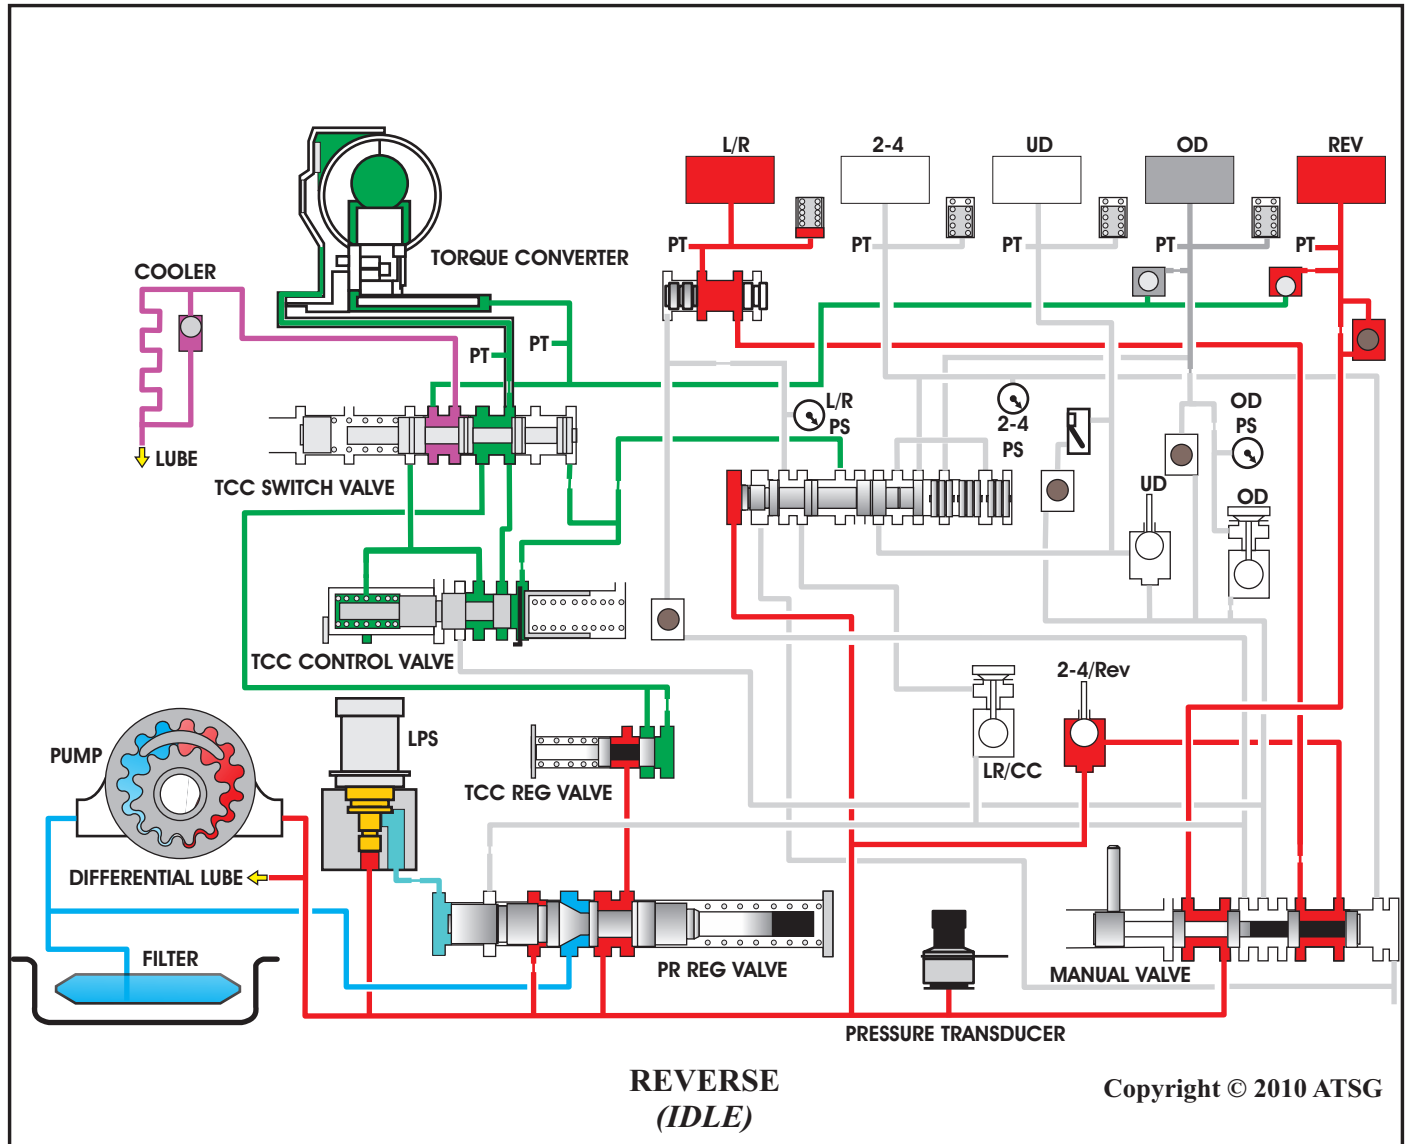 L/R
2-4
UD
OD
REV
PT
PT
PT
PT
PT
TORQUE CONVERTER
COOLER
PT
PT
L/R
PS
2-4
PS
OD
PS
LUBE
TCC SWITCH VALVE
UD
OD
TCC CONTROL VALVE
2-4/Rev
LPS
PUMP
LR/CC
TCC REG VALVE
DIFFERENTIAL LUBE
FILTER
PR REG VALVE
MANUAL VALVE
PRESSURE TRANSDUCER
REVERSE
(IDLE)
Copyright © 2010 ATSG